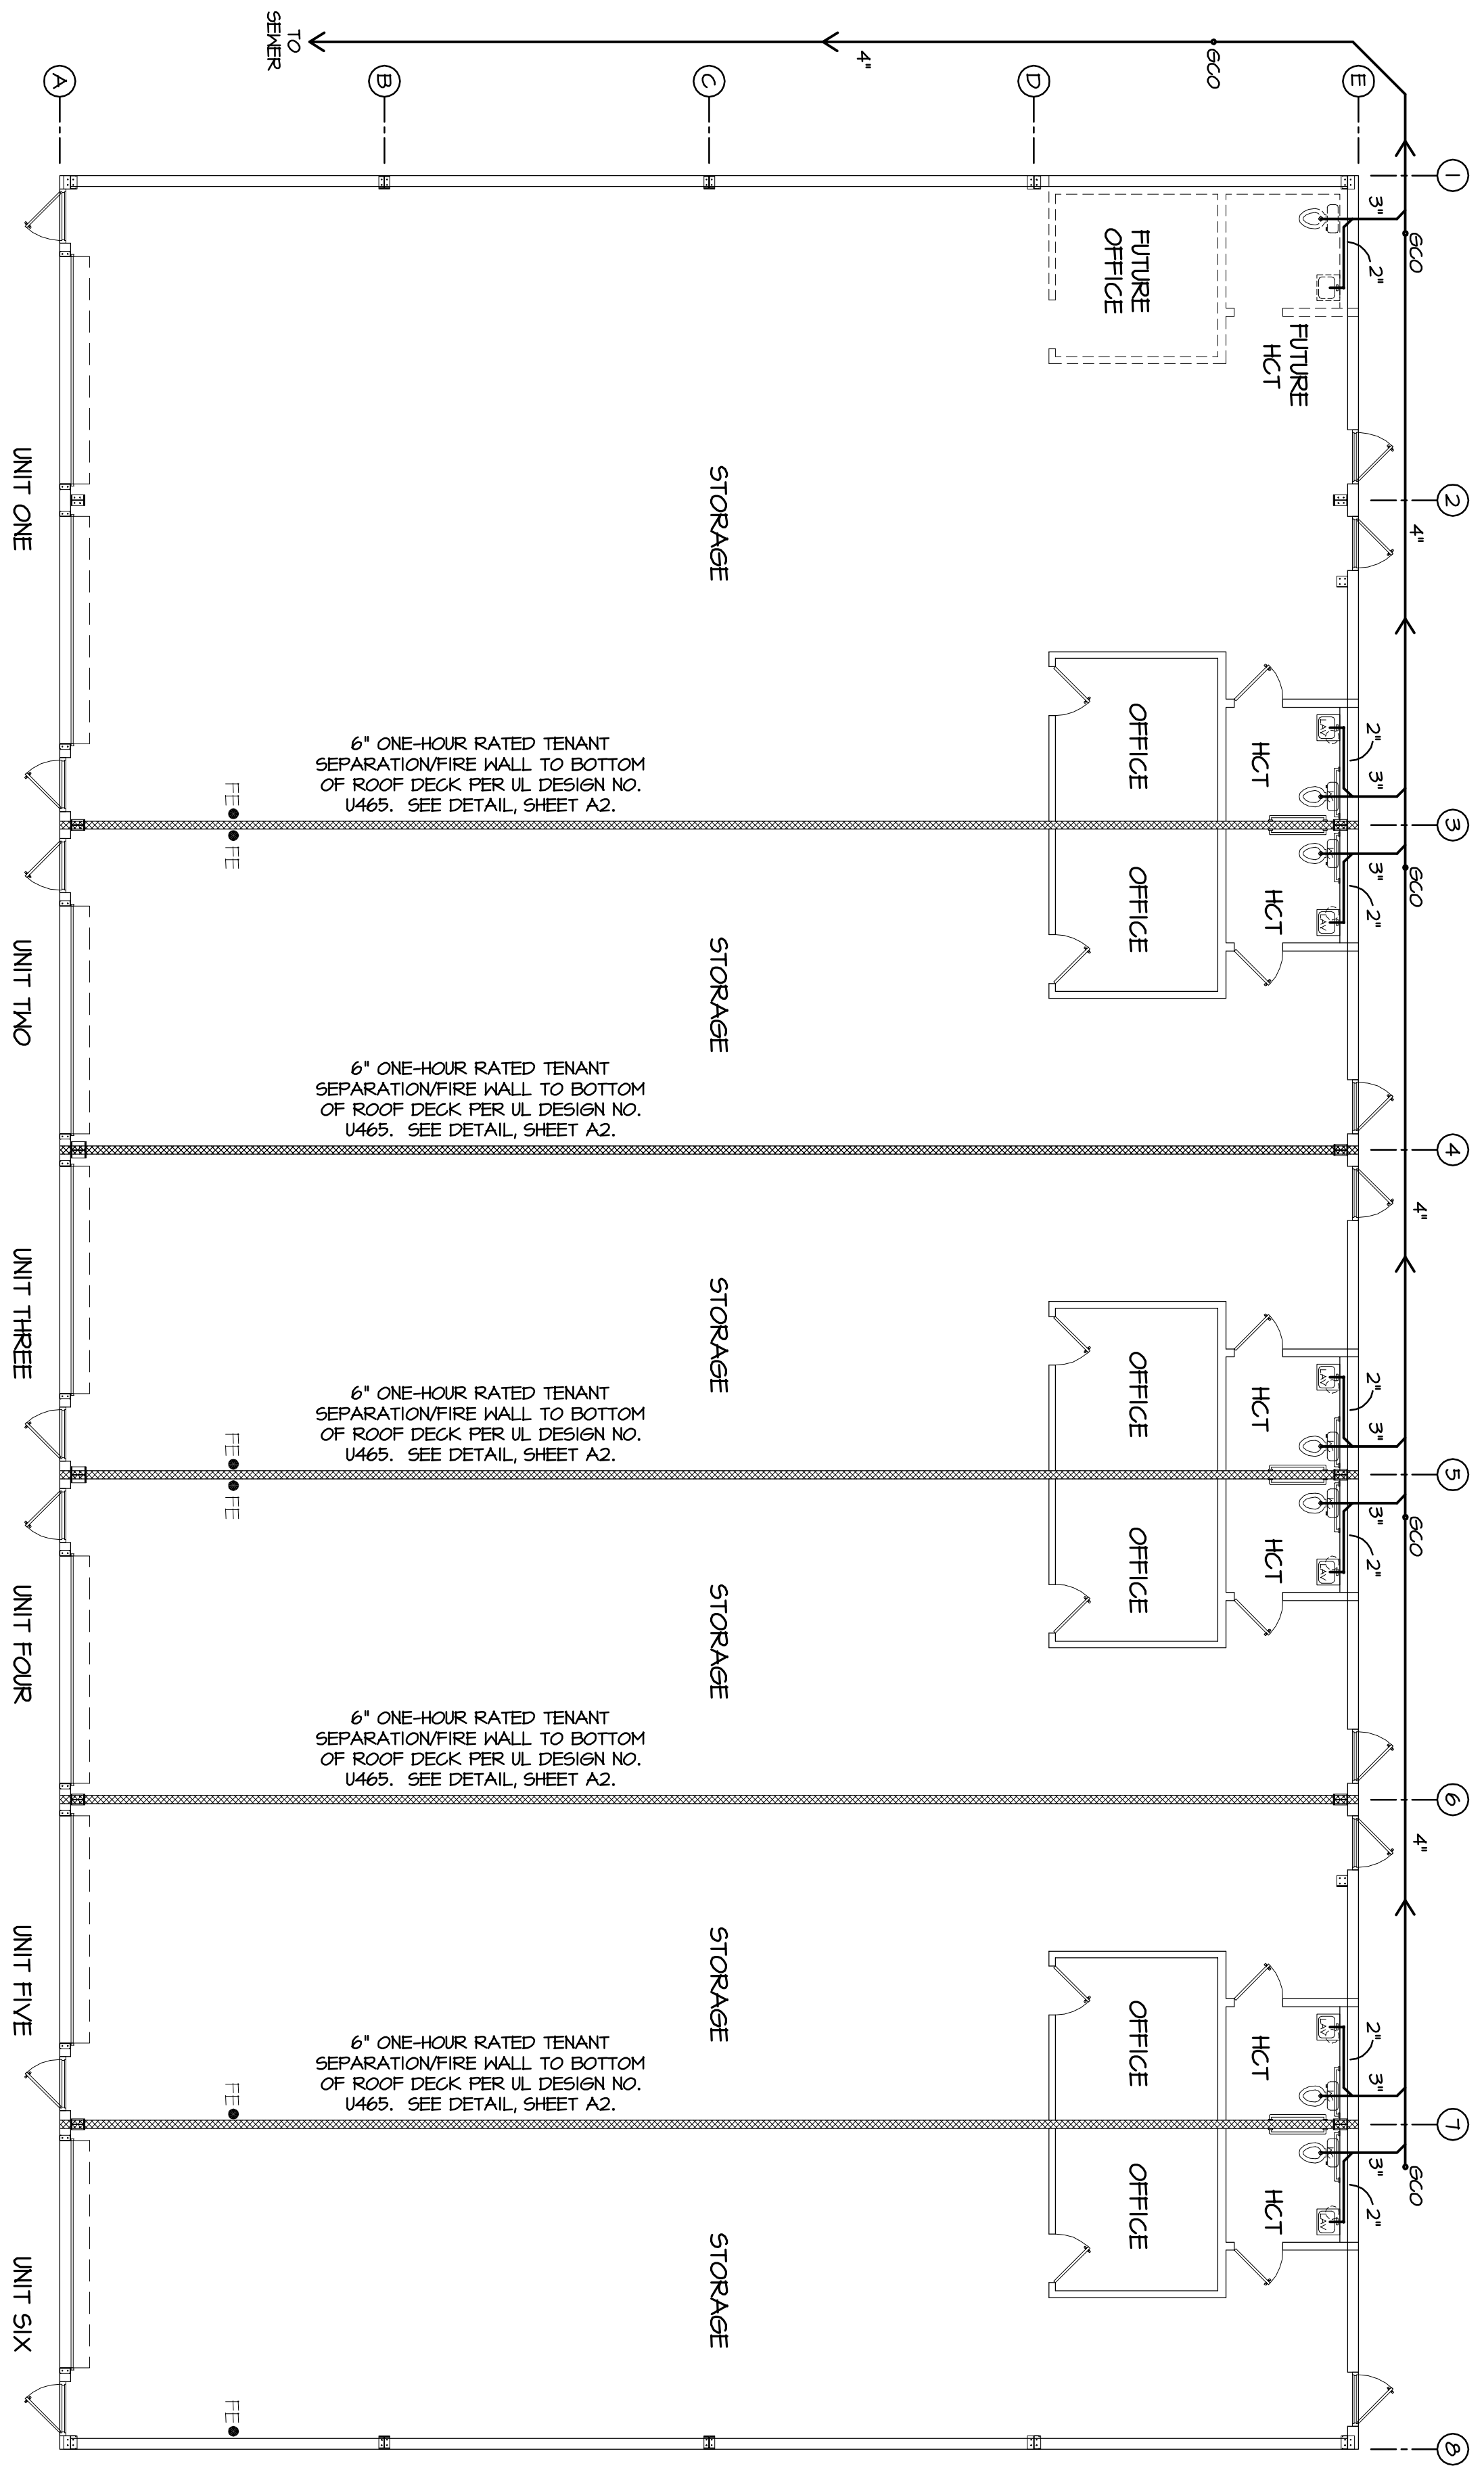 TO
SEWER
4"
GCO
A
B
C
D
E
1
3"
GCO
2"
FUTURE
OFFICE
FUTURE
HCT
2
4"
UNIT ONE
STORAGE
OFFICE
HCT
LAV
2"
3"
6" ONE-HOUR RATED TENANT
SEPARATION/FIRE WALL TO BOTTOM
OF ROOF DECK PER UL DESIGN NO.
U465. SEE DETAIL, SHEET A2.
FE
3
FE
3"
GCO
2"
LAV
OFFICE
HCT
UNIT TWO
STORAGE
6" ONE-HOUR RATED TENANT
SEPARATION/FIRE WALL TO BOTTOM
OF ROOF DECK PER UL DESIGN NO.
U465. SEE DETAIL, SHEET A2.
4
4"
UNIT THREE
STORAGE
OFFICE
HCT
LAV
2"
3"
6" ONE-HOUR RATED TENANT
SEPARATION/FIRE WALL TO BOTTOM
OF ROOF DECK PER UL DESIGN NO.
U465. SEE DETAIL, SHEET A2.
FE
5
FE
3"
GCO
2"
LAV
OFFICE
HCT
UNIT FOUR
STORAGE
6" ONE-HOUR RATED TENANT
SEPARATION/FIRE WALL TO BOTTOM
OF ROOF DECK PER UL DESIGN NO.
U465. SEE DETAIL, SHEET A2.
6
4"
UNIT FIVE
STORAGE
OFFICE
HCT
LAV
2"
3"
6" ONE-HOUR RATED TENANT
SEPARATION/FIRE WALL TO BOTTOM
OF ROOF DECK PER UL DESIGN NO.
U465. SEE DETAIL, SHEET A2.
FE
7
3"
GCO
2"
LAV
OFFICE
HCT
UNIT SIX
STORAGE
FE
8